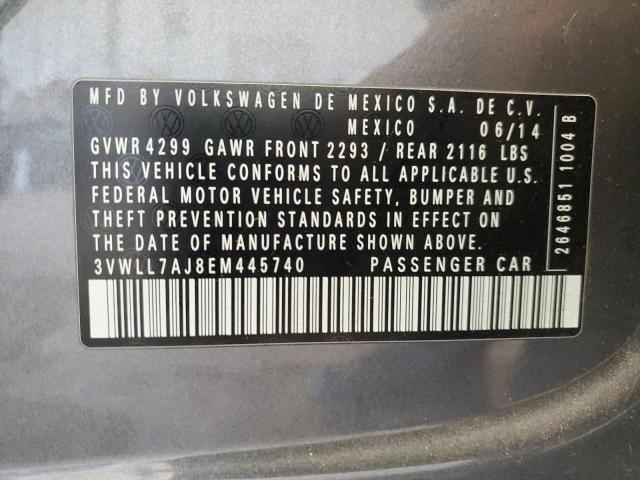 MFD BY VOLKSWAGEN DE MEXICO S.A. DE C.V.
MEXICO 06/14
GVWR 4299 GAWR FRONT 2293 / REAR 2116 LBS
THIS VEHICLE CONFORMS TO ALL APPLICABLE U.S.
FEDERAL MOTOR VEHICLE SAFETY, BUMPER AND
THEFT PREVENTION STANDARDS IN EFFECT ON
THE DATE OF MANUFACTURE SHOWN ABOVE.
3VWLL7AJ8EM445740 PASSENGER CAR
2646851 1004 B